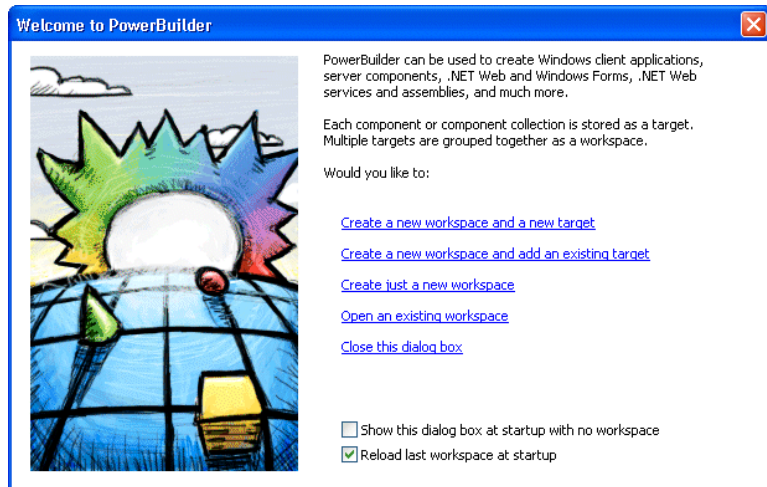 Welcome to PowerBuilder
PowerBuilder can be used to create Windows client applications,
server components, .NET Web and Windows Forms, .NET Web
services and assemblies, and much more.
Each component or component collection is stored as a target.
Multiple targets are grouped together as a workspace.
Would you like to:
Create a new workspace and a new target
Create a new workspace and add an existing target
Create just a new workspace
Open an existing workspace
Close this dialog box
Show this dialog box at startup with no workspace
Reload last workspace at startup